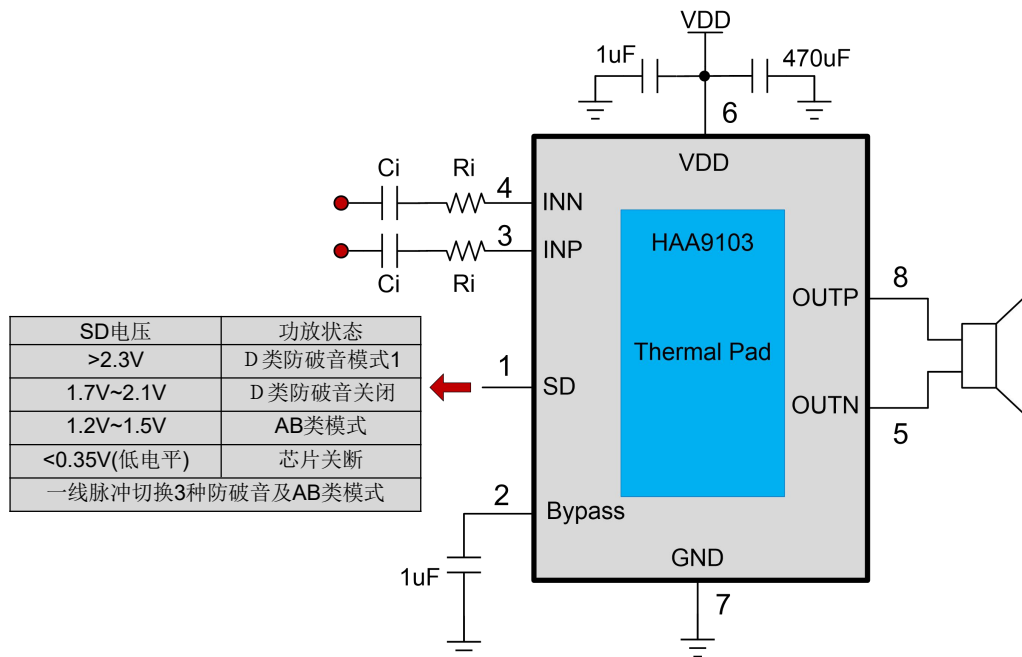 VDD
1uF
470uF
6
VDD
Ci
Ri
4
INN
3
INP
Ci
Ri
HAA9103
Thermal Pad
8
OUTP
OUTN
5
SD电压 功放状态
>2.3V D类防破音模式1
1.7V~2.1V D类防破音关闭
1.2V~1.5V AB类模式
<0.35V(低电平) 芯片关断
一线脉冲切换3种防破音及AB类模式
1
SD
2
Bypass
1uF
GND
7